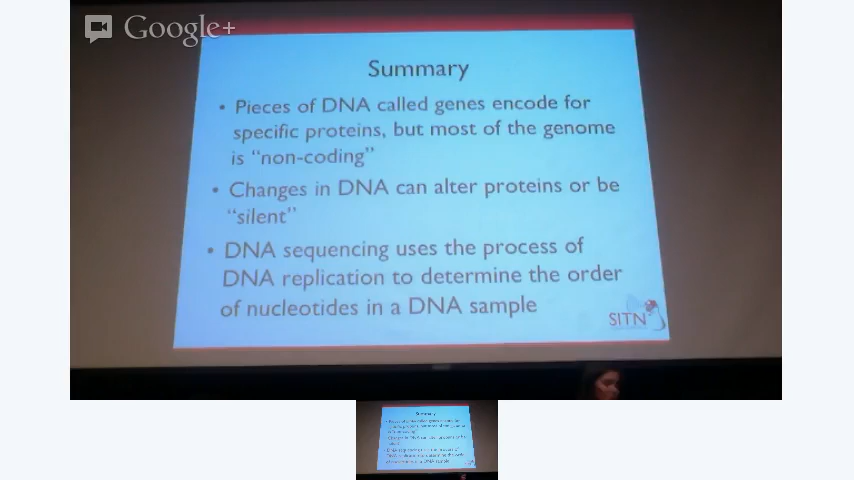 Google+
Summary
• Pieces of DNA called genes encode for
specific proteins, but most of the genome
is “non-coding”
• Changes in DNA can alter proteins or be
“silent”
• DNA sequencing uses the process of
DNA replication to determine the order
of nucleotides in a DNA sample
SITN
Summary